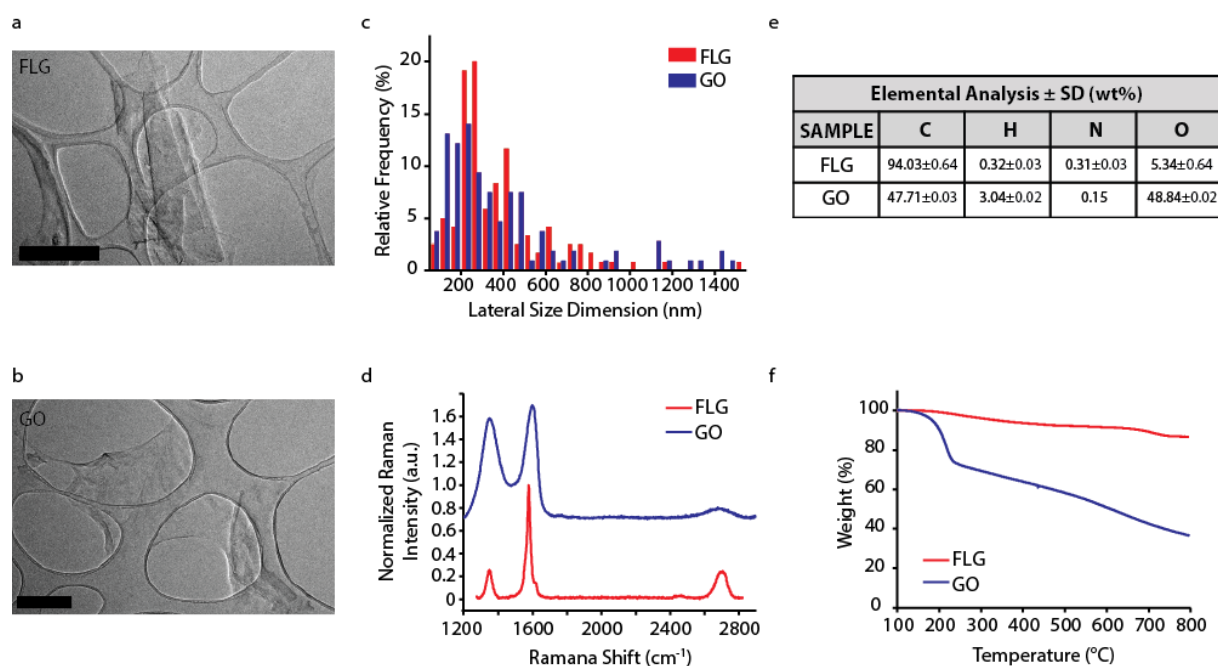 a
FLG
b
GO
c
Relative Frequency (%)
20
15
10
5
0
FLG
GO
200 400 600 800 1000 1200 1400
Lateral Size Dimension (nm)
d
Normalized Raman
Intensity (a.u.)
1.6
1.4
1.2
1.0
0.8
0.6
0.4
0.2
0
FLG
GO
1200 1600 2000 2400 2800
Ramana Shift (cm-1)
e
Elemental Analysis ± SD (wt%)
SAMPLE C H N O
FLG 94.03±0.64 0.32±0.03 0.31±0.03 5.34±0.64
GO 47.71±0.03 3.04±0.02 0.15 48.84±0.02
f
Weight (%)
100
80
60
40
20
0
FLG
GO
100 200 300 400 500 600 700 800
Temperature (°C)